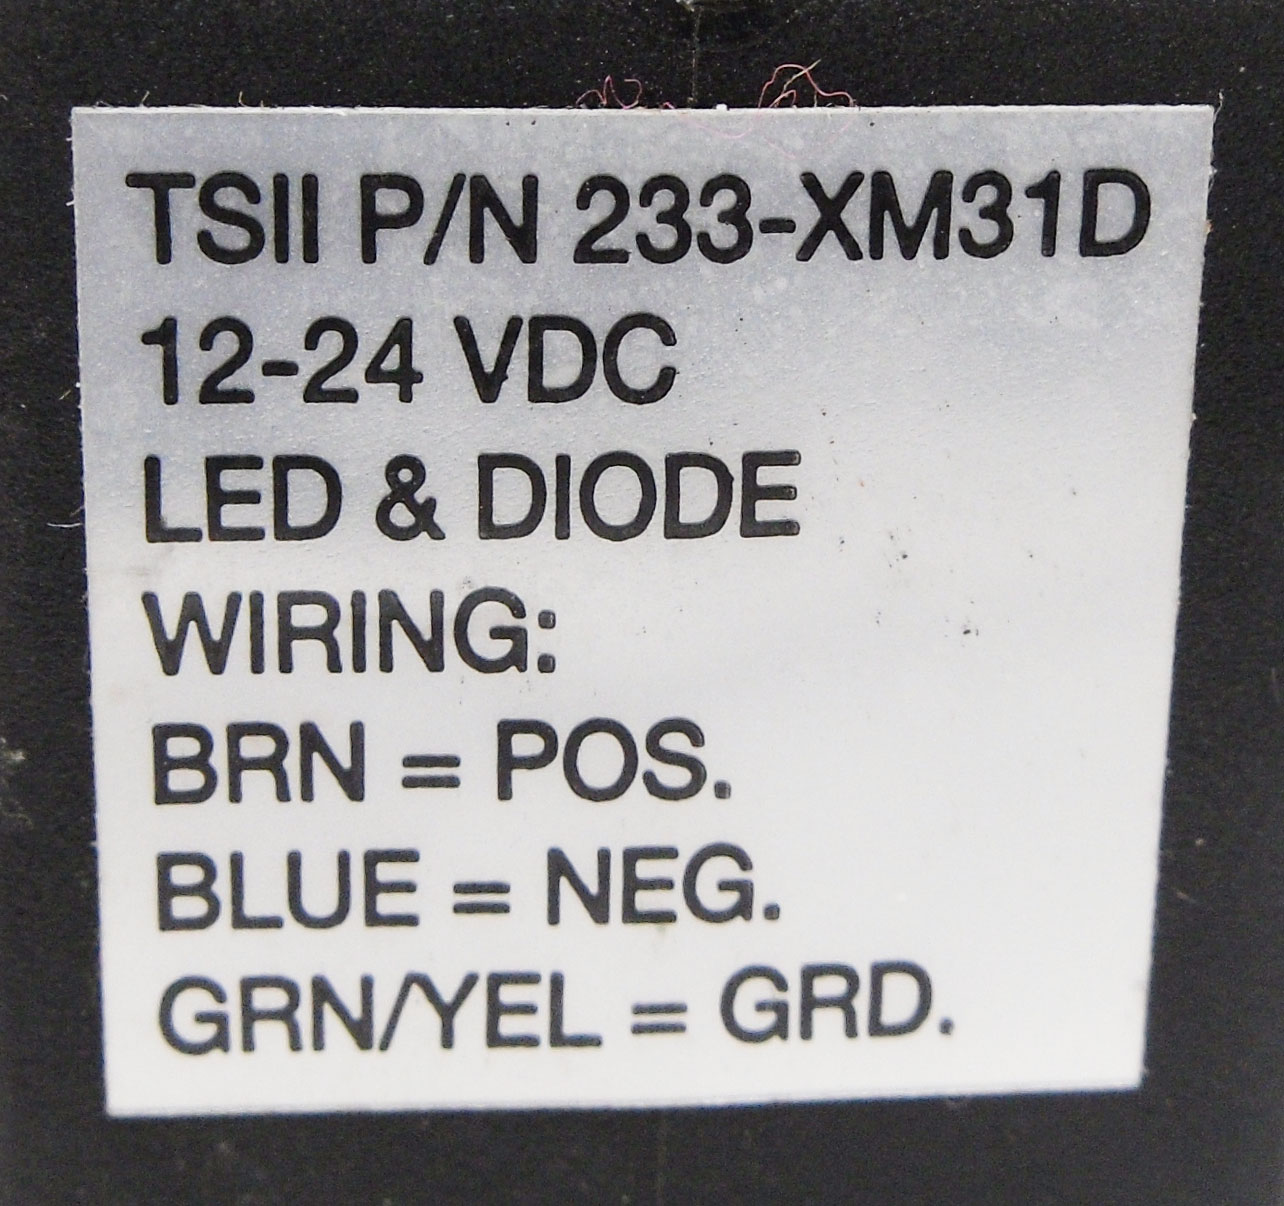 TSII P/N 233-XM31D
12-24 VDC
LED & DIODE
WIRING:
BRN = POS.
BLUE = NEG.
GRN/YEL = GRD.